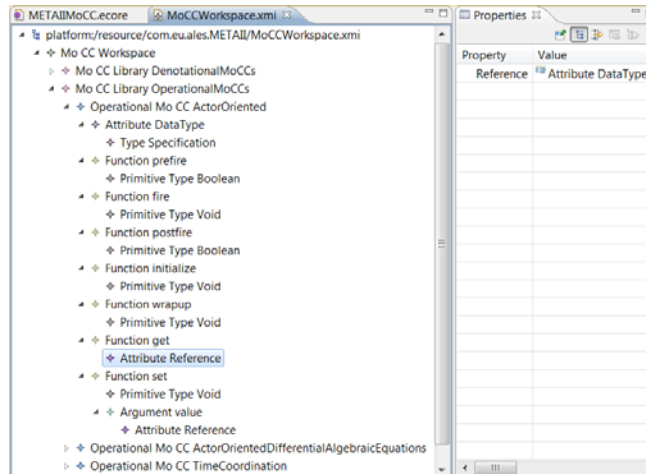 METAIIMoCC.ecore
MoCCWorkspace.xmi
platform:/resource/com.eu.ales.METAII/MoCCWorkspace.xmi
Mo CC Workspace
Mo CC Library DenotationalMoCCs
Mo CC Library OperationalMoCCs
Operational Mo CC ActorOriented
Attribute DataType
Type Specification
Function prefire
Primitive Type Boolean
Function fire
Primitive Type Void
Function postfire
Primitive Type Boolean
Function initialize
Primitive Type Void
Function wrapup
Primitive Type Void
Function get
Attribute Reference
Function set
Primitive Type Void
Argument value
Attribute Reference
Operational Mo CC ActorOrientedDifferentialAlgebraicEquations
Operational Mo CC TimeCoordination
Properties
Property Value
Reference Attribute DataType